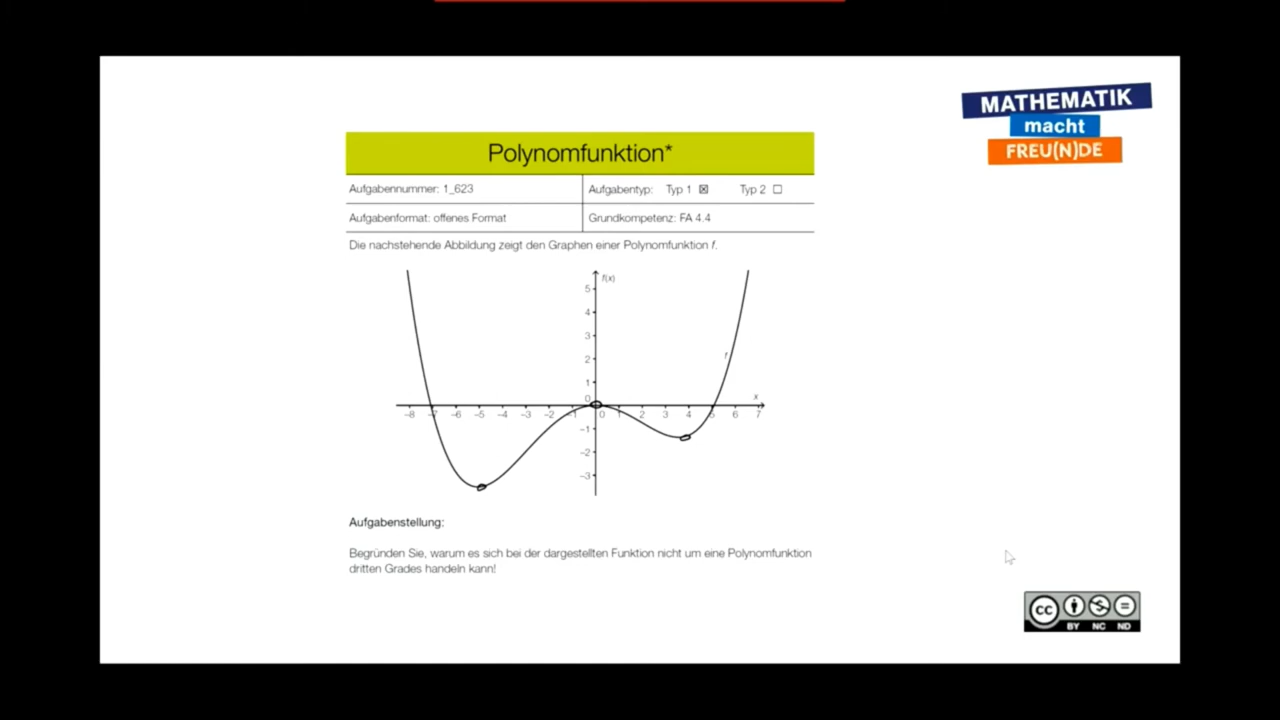 MATHEMATIK
macht
FREU(N)DE
Polynomfunktion*
Aufgabennummer: 1_623
Aufgabentyp: Typ 1 ☒ Typ 2 ☐
Aufgabenformat: offenes Format
Grundkompetenz: FA 4.4
Die nachstehende Abbildung zeigt den Graphen einer Polynomfunktion f.
f(x)
5
4
3
2
1
0
f
x
–8 –7 –6 –5 –4 –3 –2 –1 0 1 2 3 4 5 6 7
–1
–2
–3
Aufgabenstellung:
Begründen Sie, warum es sich bei der dargestellten Funktion nicht um eine Polynomfunktion
dritten Grades handeln kann!
cc
BY NC ND